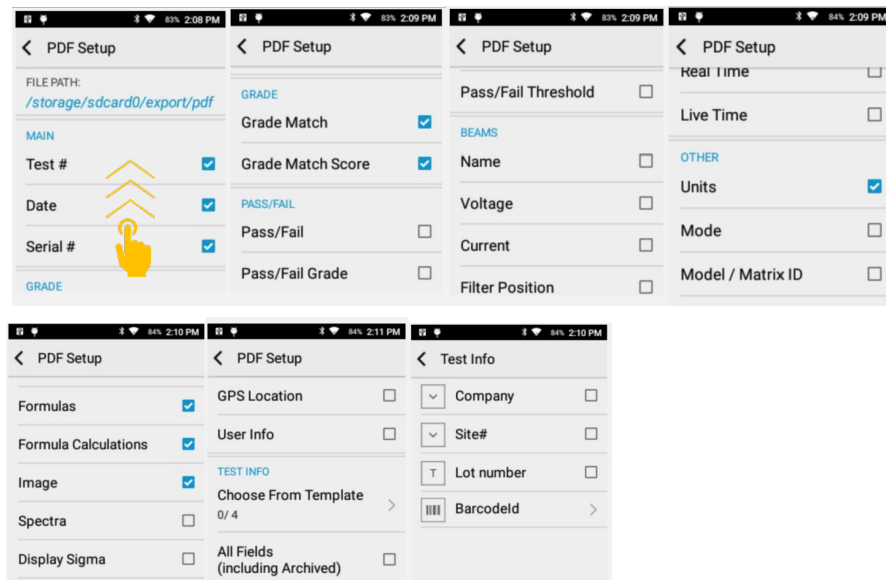 83% 2:08 PM
PDF Setup
FILE PATH:
/storage/sdcard0/export/pdf
MAIN
Test #
Date
Serial #
GRADE
83% 2:09 PM
PDF Setup
GRADE
Grade Match
Grade Match Score
PASS/FAIL
Pass/Fail
Pass/Fail Grade
83% 2:09 PM
PDF Setup
Pass/Fail Threshold
BEAMS
Name
Voltage
Current
Filter Position
84% 2:09 PM
PDF Setup
Real Time
Live Time
OTHER
Units
Mode
Model / Matrix ID
84% 2:10 PM
PDF Setup
Formulas
Formula Calculations
Image
Spectra
Display Sigma
84% 2:11 PM
PDF Setup
GPS Location
User Info
TEST INFO
Choose From Template
0/ 4
All Fields
(including Archived)
84% 2:10 PM
Test Info
Company
Site#
T Lot number
BarcodeId